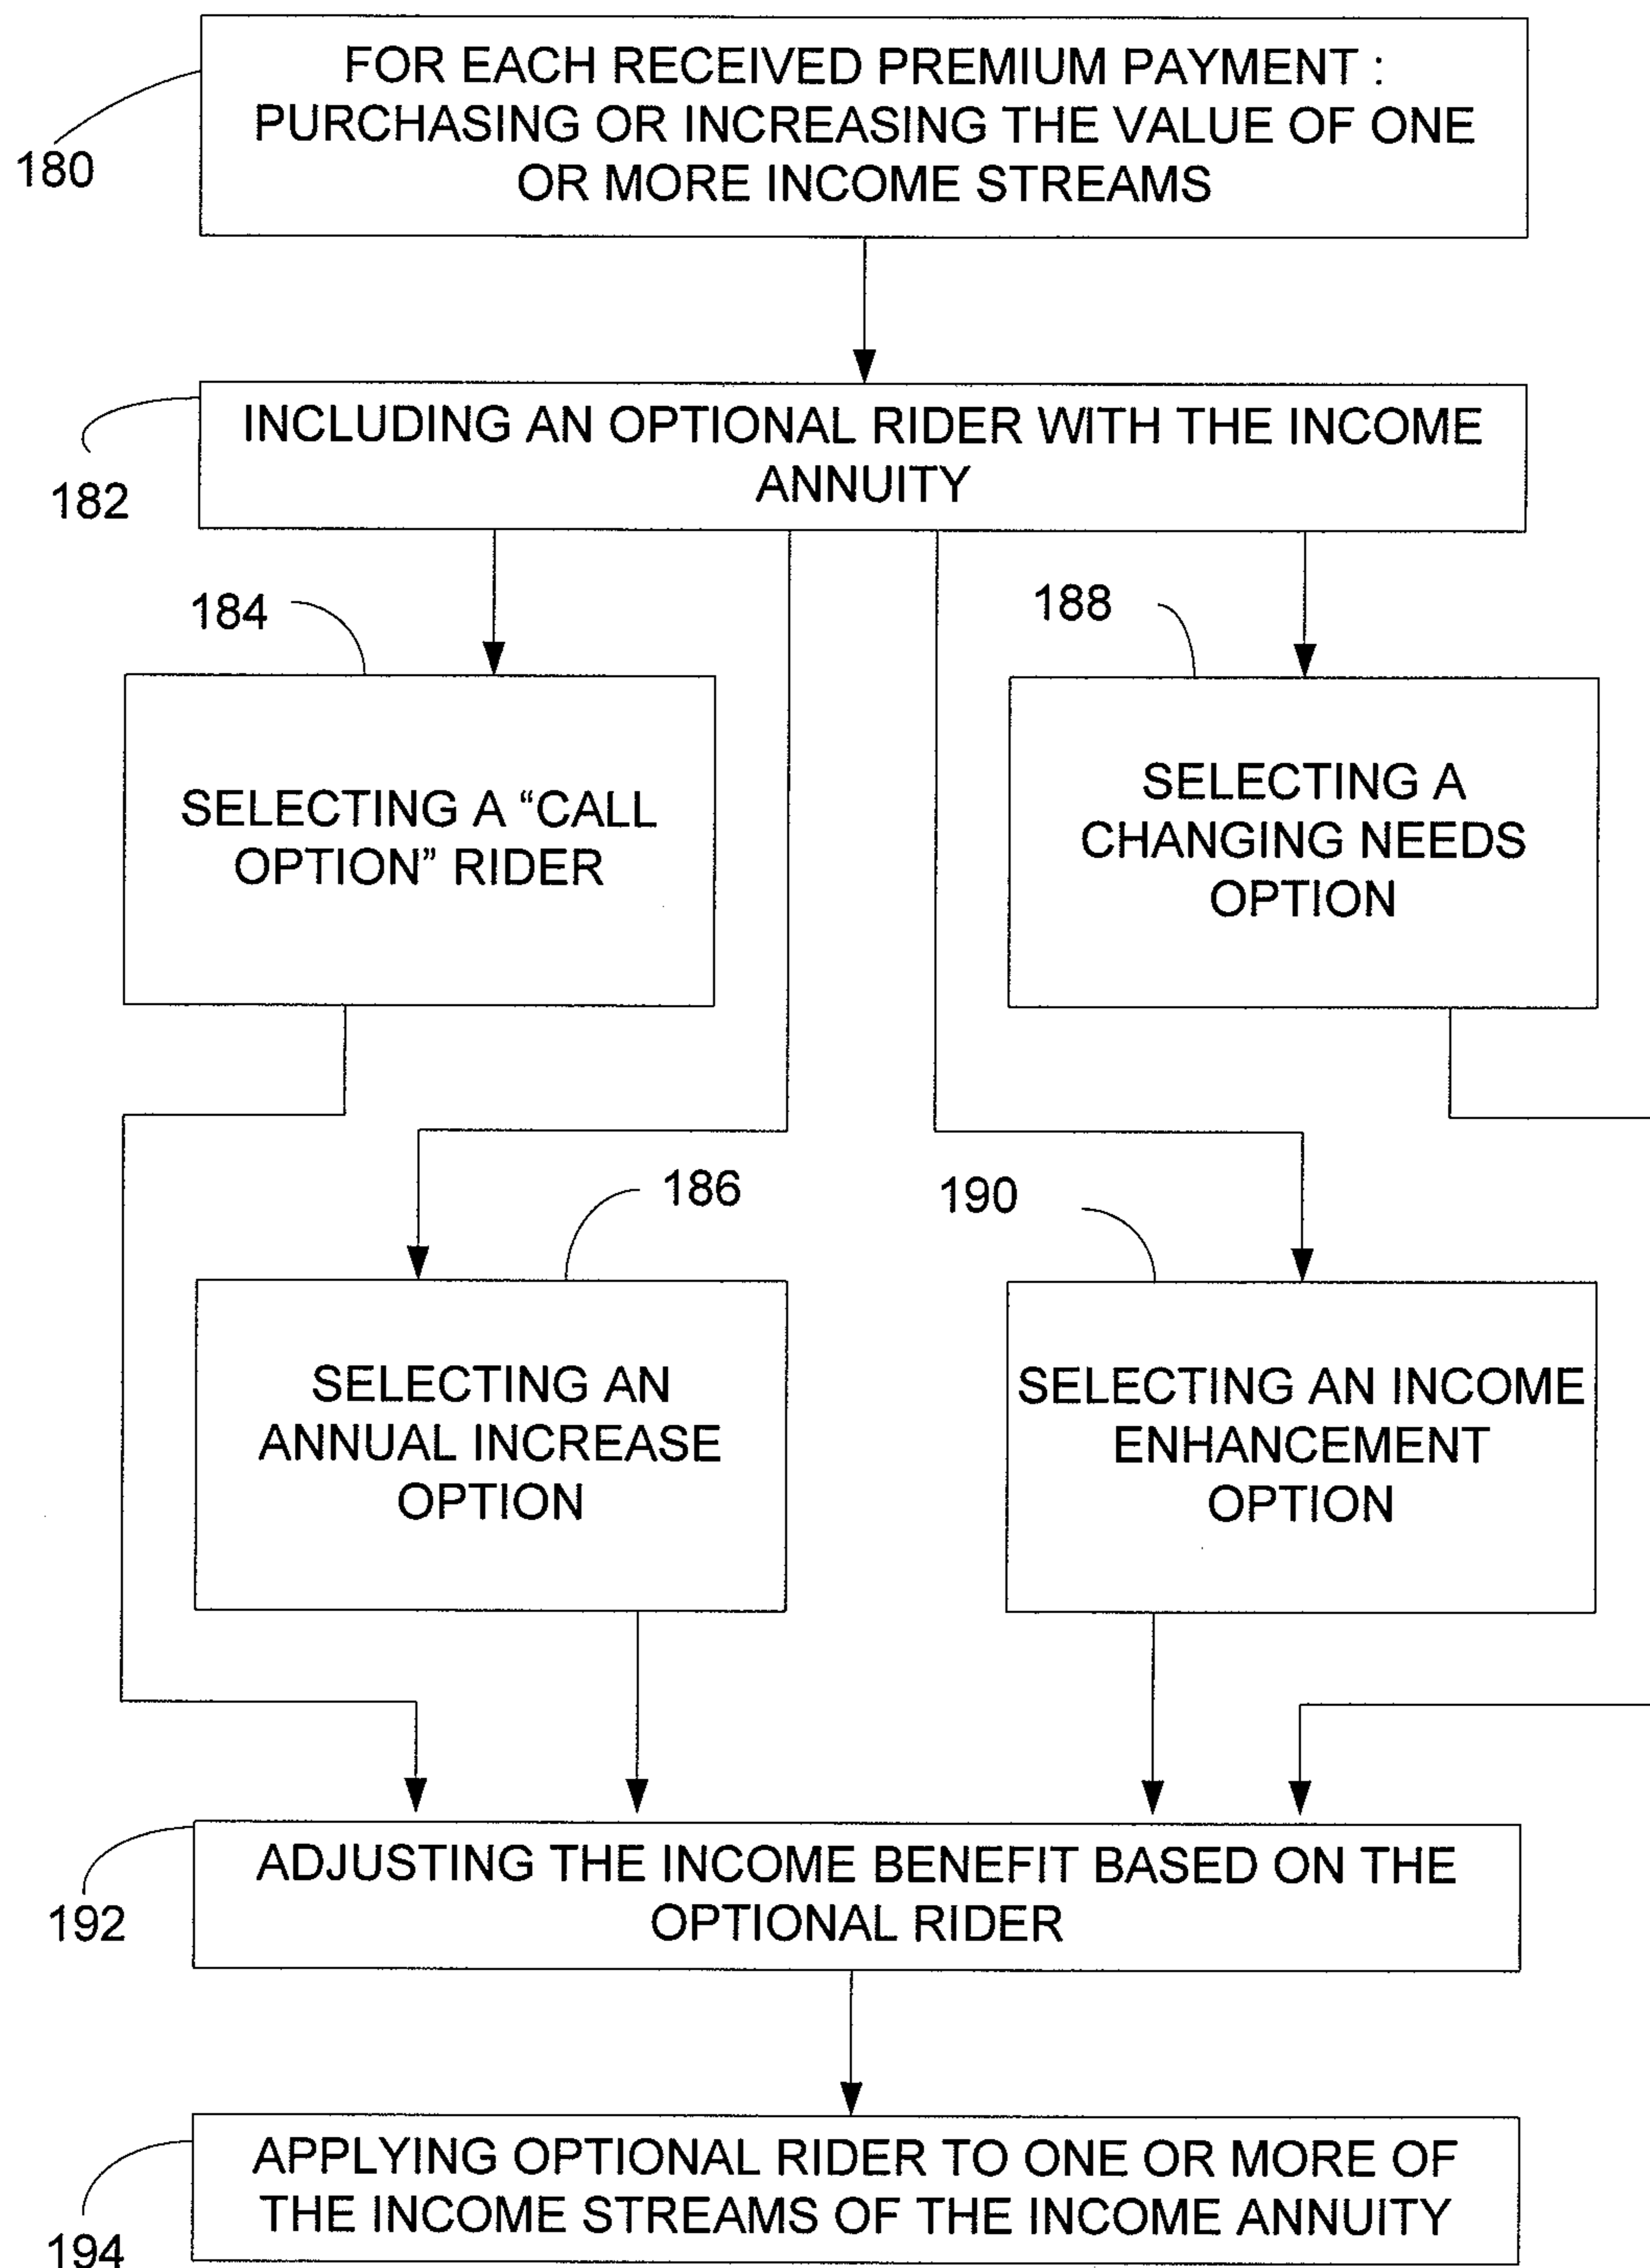 FOR EACH RECEIVED PREMIUM PAYMENT :
PURCHASING OR INCREASING THE VALUE OF ONE
OR MORE INCOME STREAMS
180
INCLUDING AN OPTIONAL RIDER WITH THE INCOME
ANNUITY
182
184
188
SELECTING A “CALL
OPTION” RIDER
SELECTING A
CHANGING NEEDS
OPTION
186
190
SELECTING AN
ANNUAL INCREASE
OPTION
SELECTING AN INCOME
ENHANCEMENT
OPTION
ADJUSTING THE INCOME BENEFIT BASED ON THE
OPTIONAL RIDER
192
APPLYING OPTIONAL RIDER TO ONE OR MORE OF
THE INCOME STREAMS OF THE INCOME ANNUITY
194